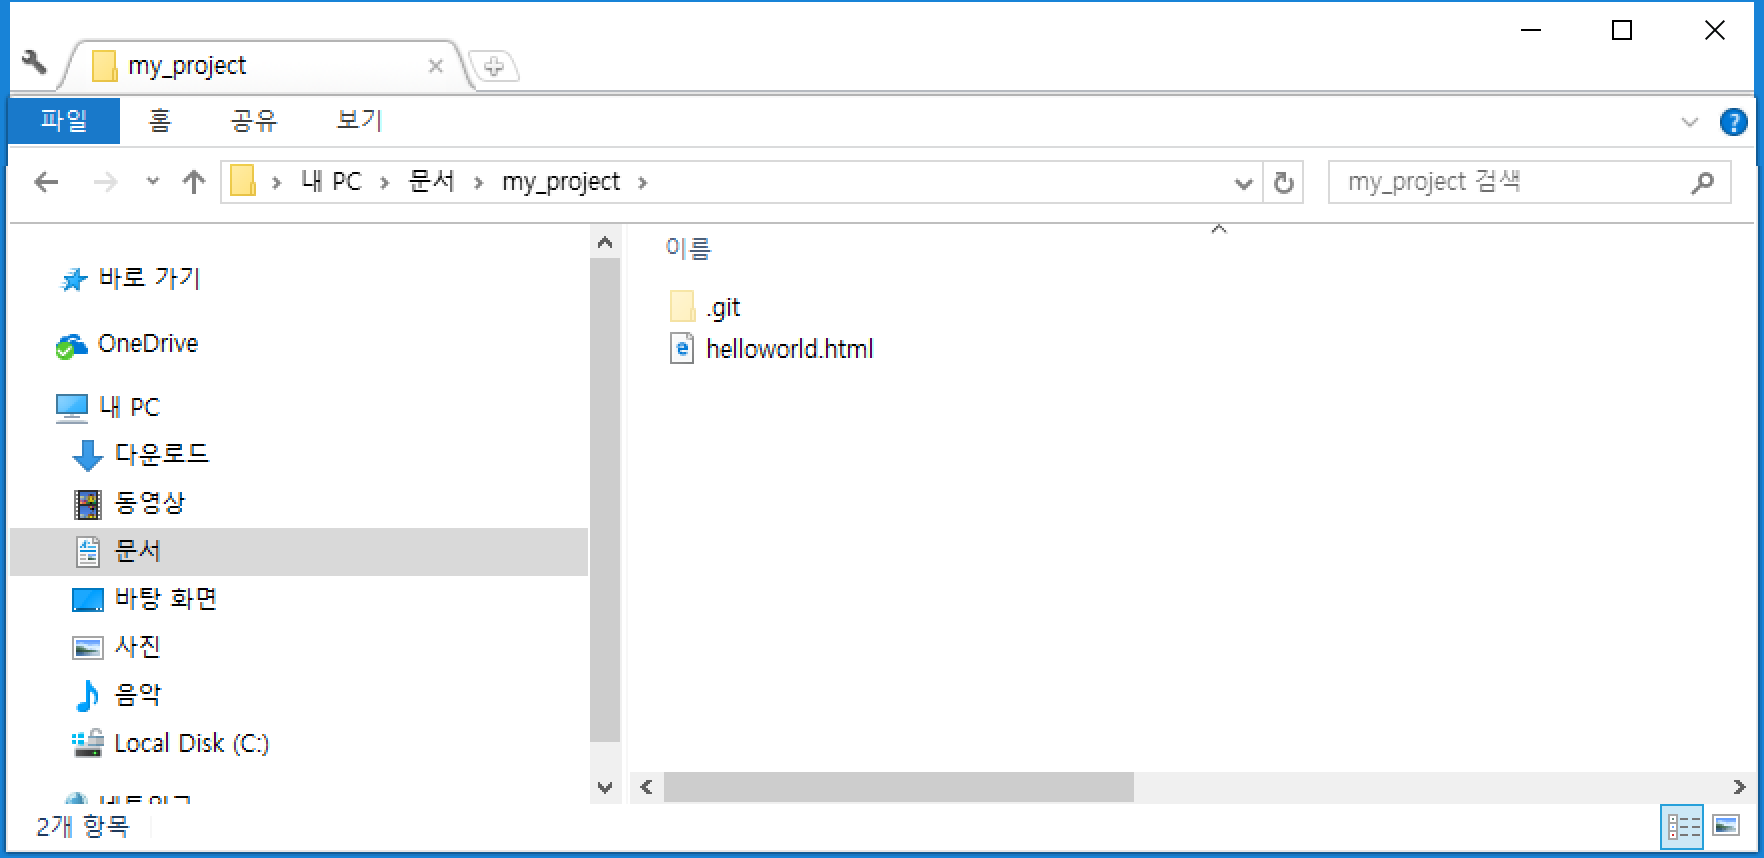 my_project
파일 홈 공유 보기
내 PC 문서 my_project
my_project 검색
바로 가기
OneDrive
내 PC
다운로드
동영상
문서
바탕 화면
사진
음악
Local Disk (C:)
이름
.git
helloworld.html
2개 항목